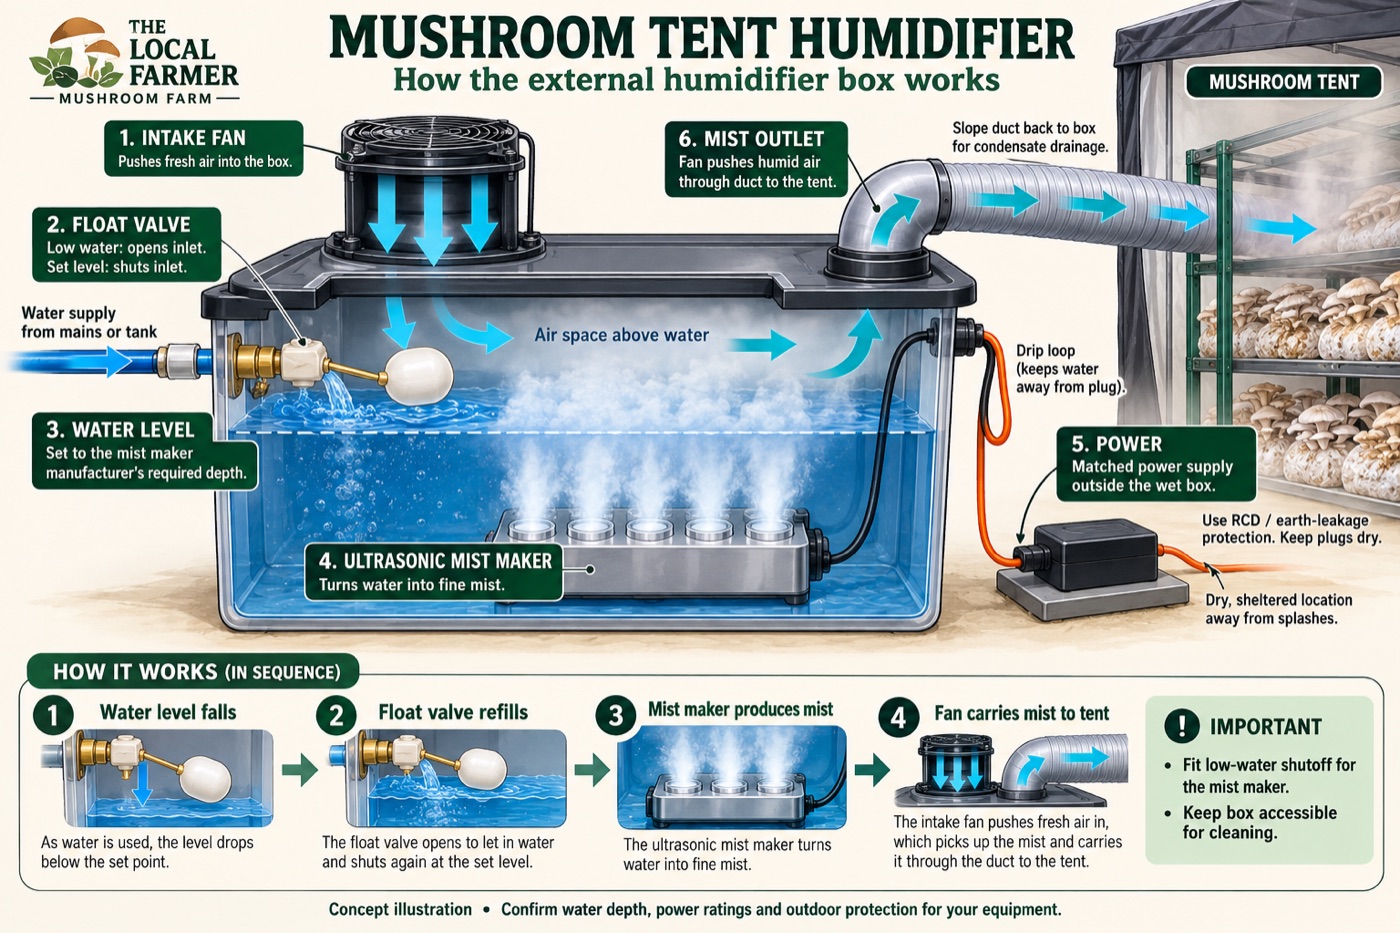 THE
LOCAL
FARMER
MUSHROOM FARM
MUSHROOM TENT HUMIDIFIER
How the external humidifier box works
MUSHROOM TENT
1. INTAKE FAN
Pushes fresh air into the box.
6. MIST OUTLET
Fan pushes humid air
through duct to the tent.
Slope duct back to box
for condensate drainage.
2. FLOAT VALVE
Low water: opens inlet.
Set level: shuts inlet.
Water supply
from mains or tank
Air space above water
Drip loop
(keeps water
away from plug).
3. WATER LEVEL
Set to the mist maker
manufacturer's required depth.
5. POWER
Matched power supply
outside the wet box.
4. ULTRASONIC MIST MAKER
Turns water into fine mist.
Use RCD / earth-leakage
protection. Keep plugs dry.
Dry, sheltered location
away from splashes.
HOW IT WORKS (IN SEQUENCE)
1 Water level falls
As water is used, the level drops
below the set point.
2 Float valve refills
The float valve opens to let in water
and shuts again at the set level.
3 Mist maker produces mist
The ultrasonic mist maker turns
water into fine mist.
4 Fan carries mist to tent
The intake fan pushes fresh air in,
which picks up the mist and carries
it through the duct to the tent.
! IMPORTANT
• Fit low-water shutoff for
the mist maker.
• Keep box accessible
for cleaning.
Concept illustration • Confirm water depth, power ratings and outdoor protection for your equipment.